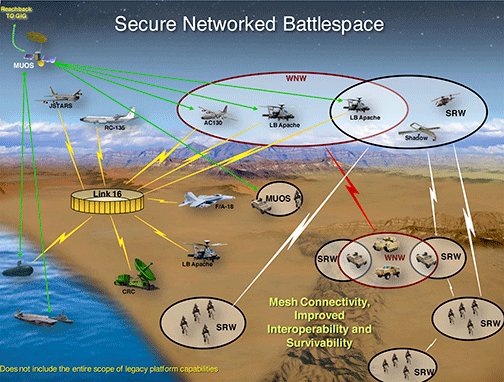 Secure Networked Battlespace
Reachback
TO GIG
MUOS
WNW
JSTARS
RC-135
AC130
LB Apache
LB Apache
SRW
Shadow
Link 16
F/A-18
MUOS
LB Apache
CRC
SRW
WNW
SRW
SRW
SRW
SRW
Mesh Connectivity,
Improved
Interoperability and
Survivability
Does not include the entire scope of legacy platform capabilities